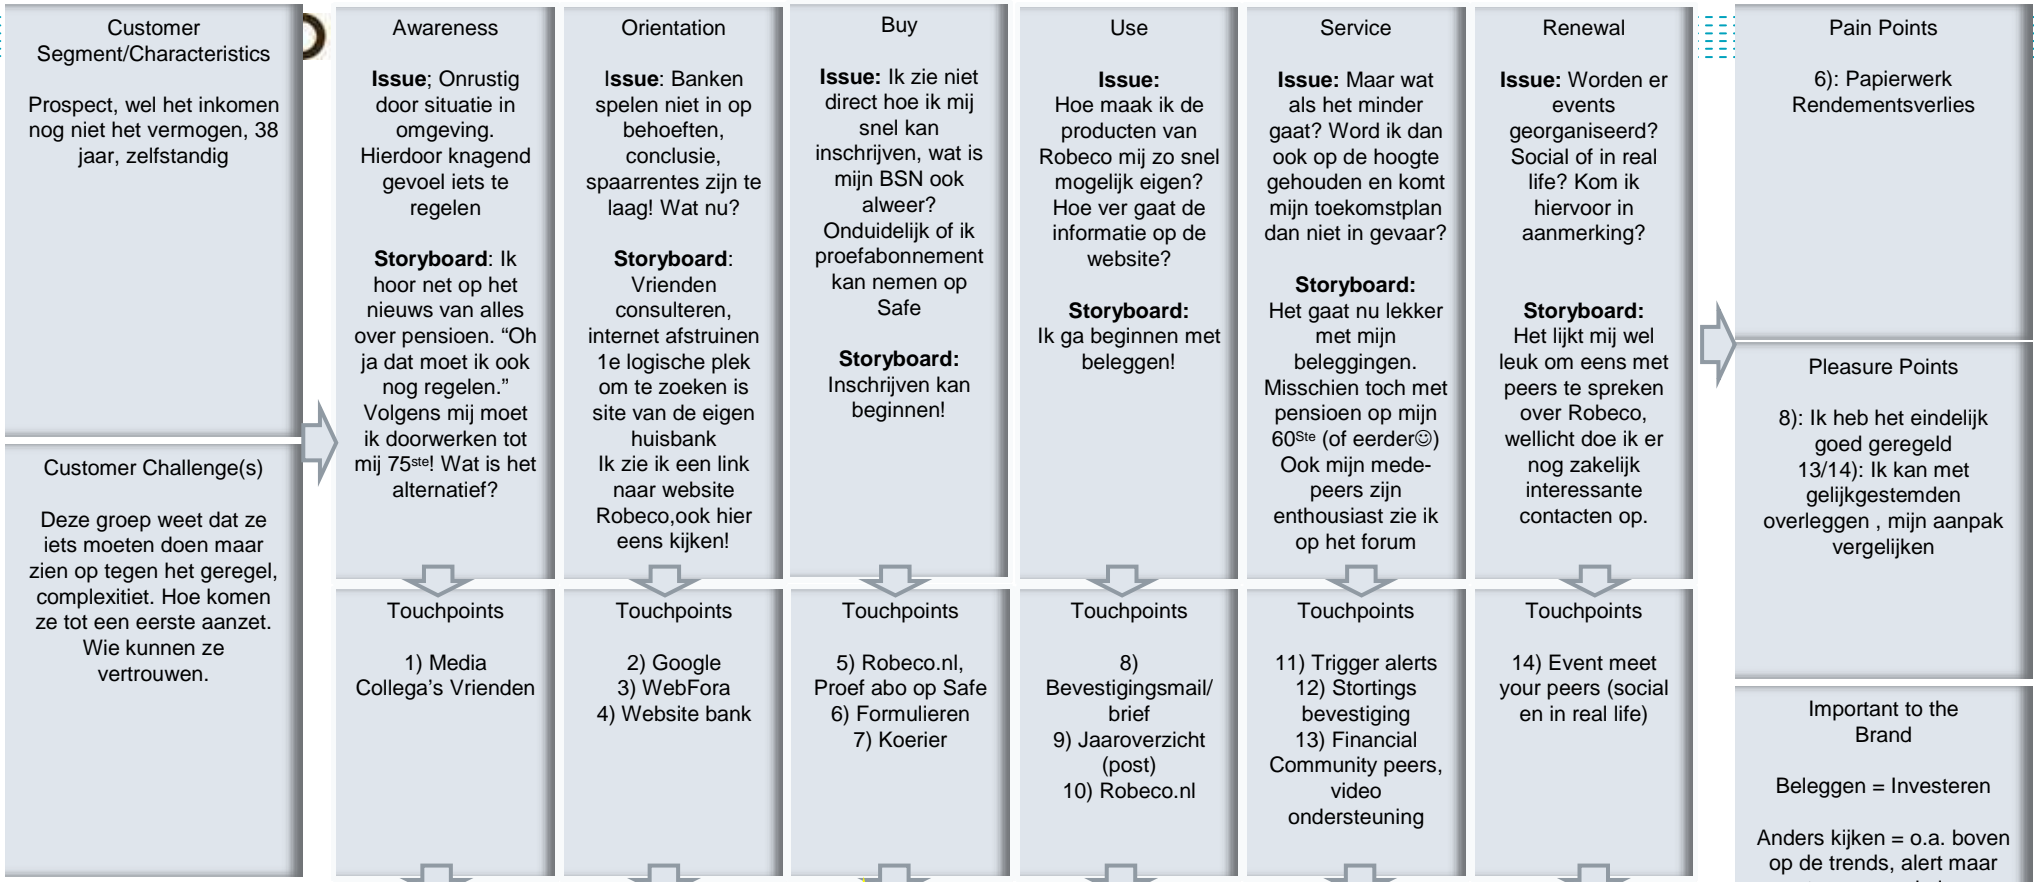 Customer
Segment/Characteristics
Prospect, wel het inkomen
nog niet het vermogen, 38
jaar, zelfstandig
Customer Challenge(s)
Deze groep weet dat ze
iets moeten doen maar
zien op tegen het geregel,
complexitiet. Hoe komen
ze tot een eerste aanzet.
Wie kunnen ze
vertrouwen.
Awareness
Issue; Onrustig
door situatie in
omgeving.
Hierdoor knagend
gevoel iets te
regelen
Storyboard: Ik
hoor net op het
nieuws van alles
over pensioen. “Oh
ja dat moet ik ook
nog regelen.”
Volgens mij moet
ik doorwerken tot
mij 75ste! Wat is het
alternatief?
Touchpoints
1) Media
Collega’s Vrienden
Orientation
Issue: Banken
spelen niet in op
behoeften,
conclusie,
spaarrentes zijn te
laag! Wat nu?
Storyboard:
Vrienden
consulteren,
internet afstruinen
1e logische plek
om te zoeken is
site van de eigen
huisbank
Ik zie ik een link
naar website
Robeco,ook hier
eens kijken!
Touchpoints
2) Google
3) WebFora
4) Website bank
Buy
Issue: Ik zie niet
direct hoe ik mij
snel kan
inschrijven, wat is
mijn BSN ook
alweer?
Onduidelijk of ik
proefabonnement
kan nemen op
Safe
Storyboard:
Inschrijven kan
beginnen!
Touchpoints
5) Robeco.nl,
Proef abo op Safe
6) Formulieren
7) Koerier
Use
Issue:
Hoe maak ik de
producten van
Robeco mij zo snel
mogelijk eigen?
Hoe ver gaat de
informatie op de
website?
Storyboard:
Ik ga beginnen met
beleggen!
Touchpoints
8)
Bevestigingsmail/
brief
9) Jaaroverzicht
(post)
10) Robeco.nl
Service
Issue: Maar wat
als het minder
gaat? Word ik dan
ook op de hoogte
gehouden en komt
mijn toekomstplan
dan niet in gevaar?
Storyboard:
Het gaat nu lekker
met mijn
beleggingen.
Misschien toch met
pensioen op mijn
60Ste (of eerder☺)
Ook mijn mede-
peers zijn
enthousiast zie ik
op het forum
Touchpoints
11) Trigger alerts
12) Stortings
bevestiging
13) Financial
Community peers,
video
ondersteuning
Renewal
Issue: Worden er
events
georganiseerd?
Social of in real
life? Kom ik
hiervoor in
aanmerking?
Storyboard:
Het lijkt mij wel
leuk om eens met
peers te spreken
over Robeco,
wellicht doe ik er
nog zakelijk
interessante
contacten op.
Touchpoints
14) Event meet
your peers (social
en in real life)
Pain Points
6): Papierwerk
Rendementsverlies
Pleasure Points
8): Ik heb het eindelijk
goed geregeld
13/14): Ik kan met
gelijkgestemden
overleggen , mijn aanpak
vergelijken
Important to the
Brand
Beleggen = Investeren
Anders kijken = o.a. boven
op de trends, alert maar